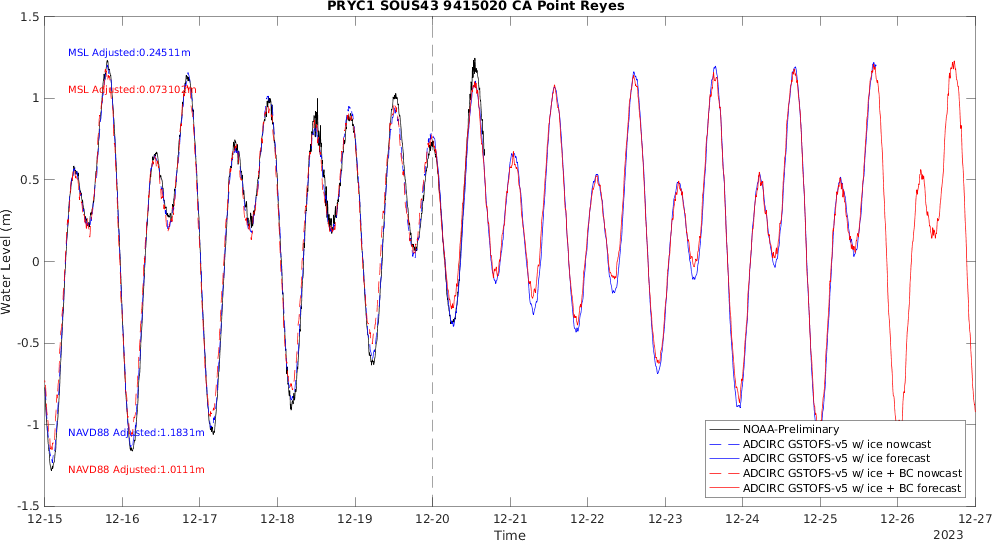 PRYC1 SOUS43 9415020 CA Point Reyes
1.5
MSL Adjusted:0.24511m
MSL Adjusted:0.073102m
1
0.5
Water Level (m)
0
-0.5
-1
NAVD88 Adjusted:1.1831m
NAVD88 Adjusted:1.0111m
-1.5
NOAA-Preliminary
ADCIRC GSTOFS-v5 w/ ice nowcast
ADCIRC GSTOFS-v5 w/ ice forecast
ADCIRC GSTOFS-v5 w/ ice + BC nowcast
ADCIRC GSTOFS-v5 w/ ice + BC forecast
12-15 12-16 12-17 12-18 12-19 12-20 12-21 12-22 12-23 12-24 12-25 12-26 12-27
Time
2023